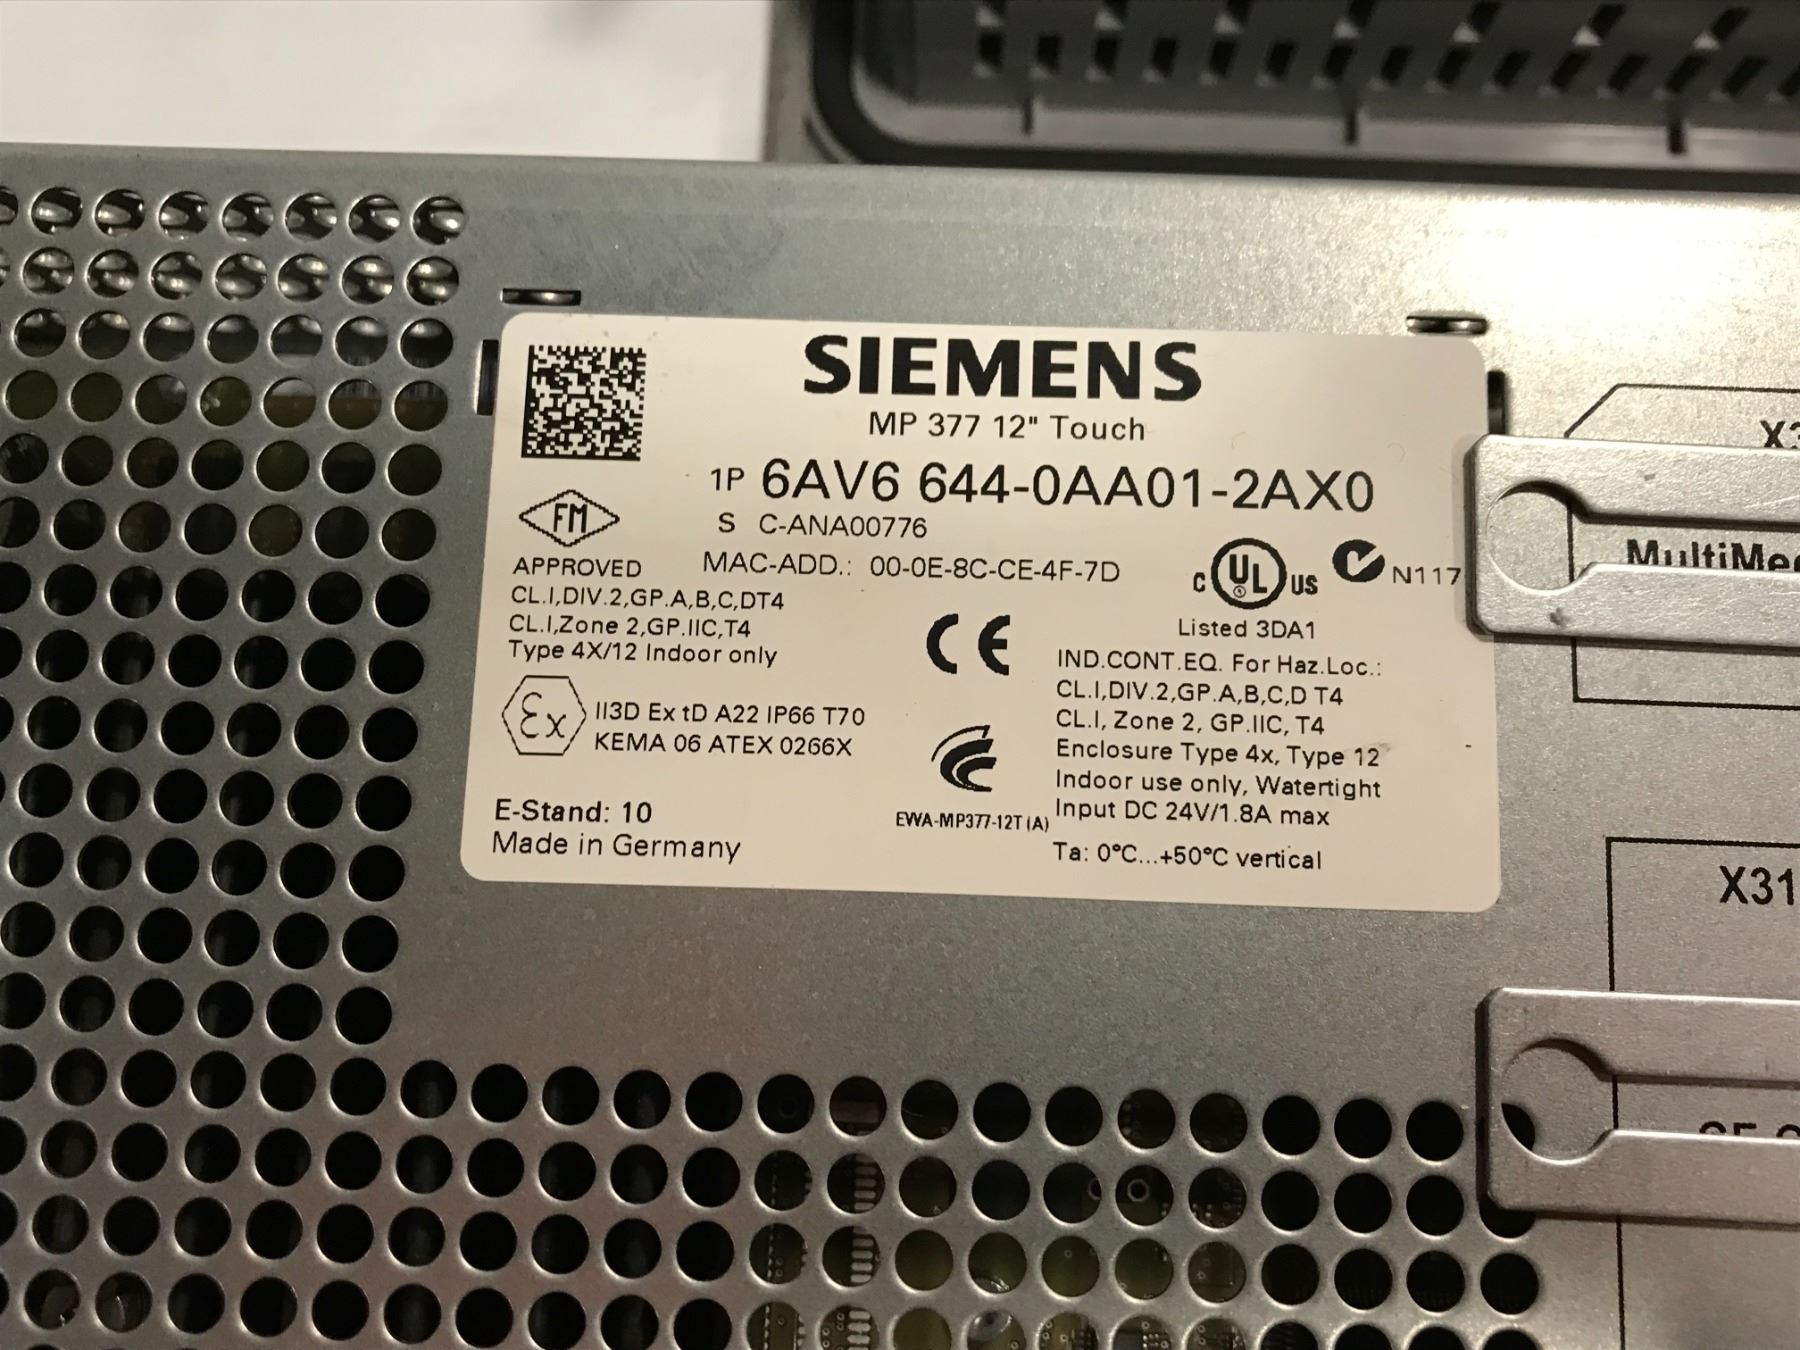 SIEMENS
MP 377 12" Touch
1P 6AV6 644-0AA01-2AX0
S C-ANA00776
MAC-ADD.: 00-0E-8C-CE-4F-7D
FM
APPROVED
CL.I,DIV.2,GP.A,B,C,DT4
CL.I,Zone 2,GP.IIC,T4
Type 4X/12 Indoor only
Ex
II3D Ex tD A22 IP66 T70
KEMA 06 ATEX 0266X
E-Stand: 10
Made in Germany
CE
EWA-MP377-12T(A)
C UL US
N117
Listed 3DA1
IND.CONT.EQ. For Haz.Loc.:
CL.I,DIV.2,GP.A,B,C,D T4
CL.I, Zone 2, GP.IIC, T4
Enclosure Type 4x, Type 12
Indoor use only, Watertight
Input DC 24V/1.8A max
Ta: 0°C...+50°C vertical
X31